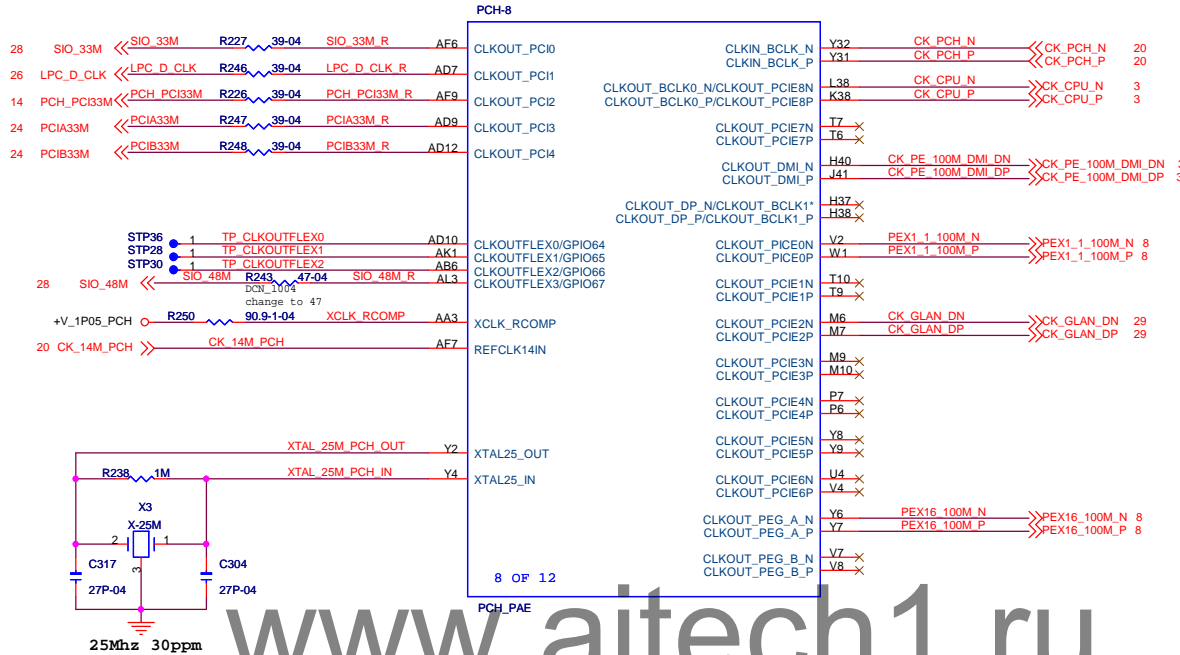 PCH-8
28 SIO_33M SIO_33M R227 39-04 SIO_33M_R AF6 CLKOUT_PCI0
26 LPC_D_CLK LPC_D_CLK R246 39-04 LPC_D_CLK_R AD7 CLKOUT_PCI1
14 PCH_PCI33M PCH_PCI33M R226 39-04 PCH_PCI33M_R AF9 CLKOUT_PCI2
24 PCIA33M PCIA33M R247 39-04 PCIA33M_R AD9 CLKOUT_PCI3
24 PCIB33M PCIB33M R248 39-04 PCIB33M_R AD12 CLKOUT_PCI4
STP36 1 TP_CLKOUTFLEX0 AD10 CLKOUTFLEX0/GPIO64
STP28 1 TP_CLKOUTFLEX1 AK1 CLKOUTFLEX1/GPIO65
STP30 1 TP_CLKOUTFLEX2 AB6 CLKOUTFLEX2/GPIO66
28 SIO_48M SIO_48M R243 47-04 SIO_48M_R AL3 CLKOUTFLEX3/GPIO67
DCN_1004
change to 47
+V_1P05_PCH R250 90.9-1-04 XCLK_RCOMP AA3 XCLK_RCOMP
20 CK_14M_PCH CK_14M_PCH AF7 REFCLK14IN
XTAL_25M_PCH_OUT Y2 XTAL25_OUT
R238 1M XTAL_25M_PCH_IN Y4 XTAL25_IN
X3
X-25M
2 1
3
C317 C304
27P-04 27P-04
25Mhz 30ppm
CLKIN_BCLK_N Y32 CK_PCH_N CK_PCH_N 20
CLKIN_BCLK_P Y31 CK_PCH_P CK_PCH_P 20
CLKOUT_BCLK0_N/CLKOUT_PCIE8N L38 CK_CPU_N CK_CPU_N 3
CLKOUT_BCLK0_P/CLKOUT_PCIE8P K38 CK_CPU_P CK_CPU_P 3
CLKOUT_PCIE7N T7
CLKOUT_PCIE7P T6
CLKOUT_DMI_N H40 CK_PE_100M_DMI_DN CK_PE_100M_DMI_DN 3
CLKOUT_DMI_P J41 CK_PE_100M_DMI_DP CK_PE_100M_DMI_DP 3
CLKOUT_DP_N/CLKOUT_BCLK1* H37
CLKOUT_DP_P/CLKOUT_BCLK1_P H38
CLKOUT_PICE0N V2 PEX1_1_100M_N PEX1_1_100M_N 8
CLKOUT_PICE0P W1 PEX1_1_100M_P PEX1_1_100M_P 8
CLKOUT_PCIE1N T10
CLKOUT_PCIE1P T9
CLKOUT_PCIE2N M6 CK_GLAN_DN CK_GLAN_DN 29
CLKOUT_PCIE2P M7 CK_GLAN_DP CK_GLAN_DP 29
CLKOUT_PCIE3N M9
CLKOUT_PCIE3P M10
CLKOUT_PCIE4N P7
CLKOUT_PCIE4P P6
CLKOUT_PCIE5N Y8
CLKOUT_PCIE5P Y9
CLKOUT_PCIE6N U4
CLKOUT_PCIE6P V4
CLKOUT_PEG_A_N Y6 PEX16_100M_N PEX16_100M_N 8
CLKOUT_PEG_A_P Y7 PEX16_100M_P PEX16_100M_P 8
CLKOUT_PEG_B_N V7
CLKOUT_PEG_B_P V8
8 OF 12
PCH_PAE
www.aitech1.ru